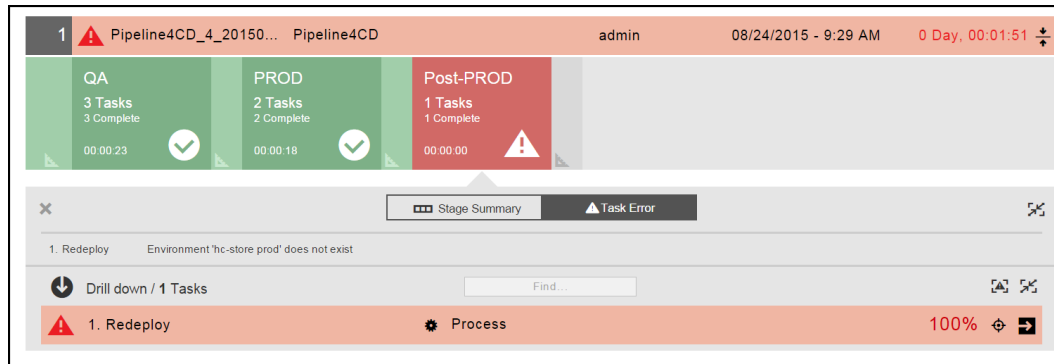 1 Pipeline4CD_4_20150... Pipeline4CD admin 08/24/2015 - 9:29 AM 0 Day, 00:01:51
QA PROD Post-PROD
3 Tasks 2 Tasks 1 Tasks
3 Complete 2 Complete 1 Complete
00:00:23 00:00:18 00:00:00
Stage Summary Task Error
1. Redeploy Environment 'hc-store prod' does not exist
Drill down / 1 Tasks Find...
1. Redeploy Process 100%